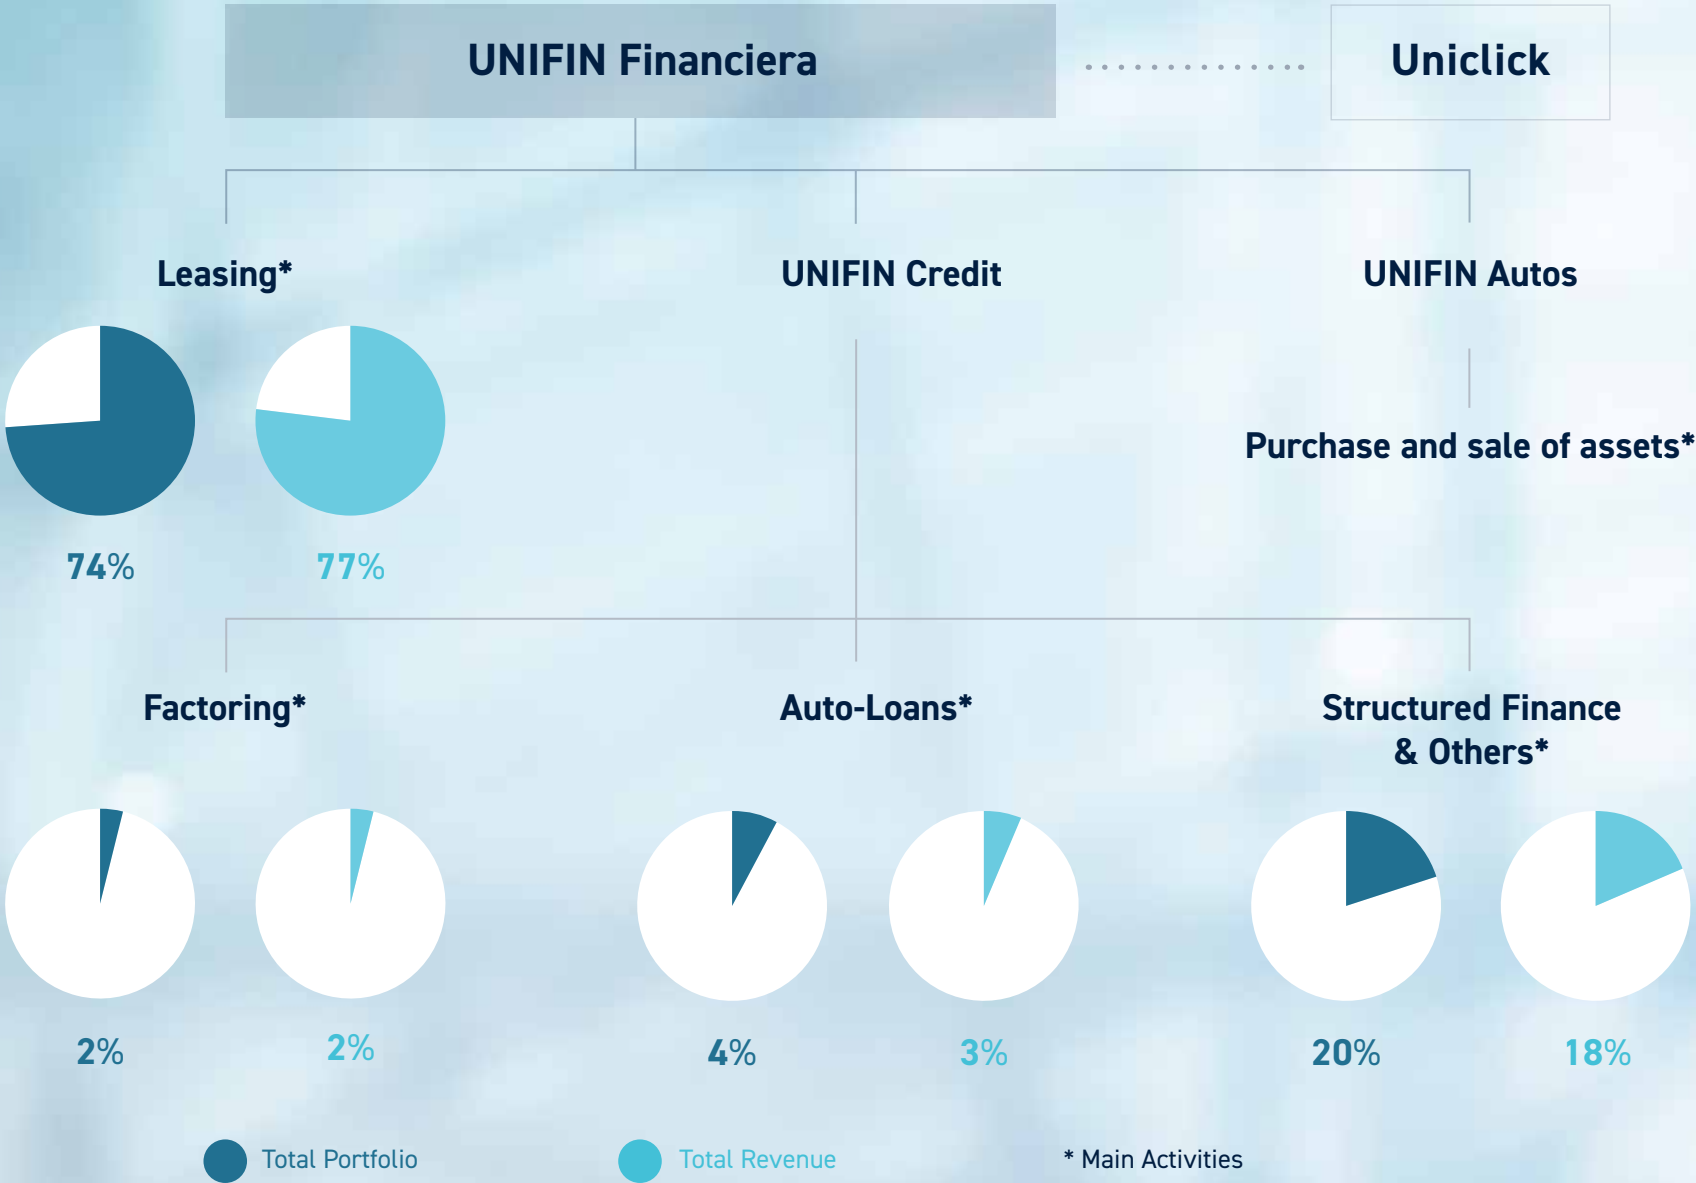 UNIFIN Financiera
Uniclick
Leasing*
UNIFIN Credit
UNIFIN Autos
74%
77%
Purchase and sale of assets*
Factoring*
Auto-Loans*
Structured Finance
& Others*
2%
2%
4%
3%
20%
18%
Total Portfolio
Total Revenue
* Main Activities